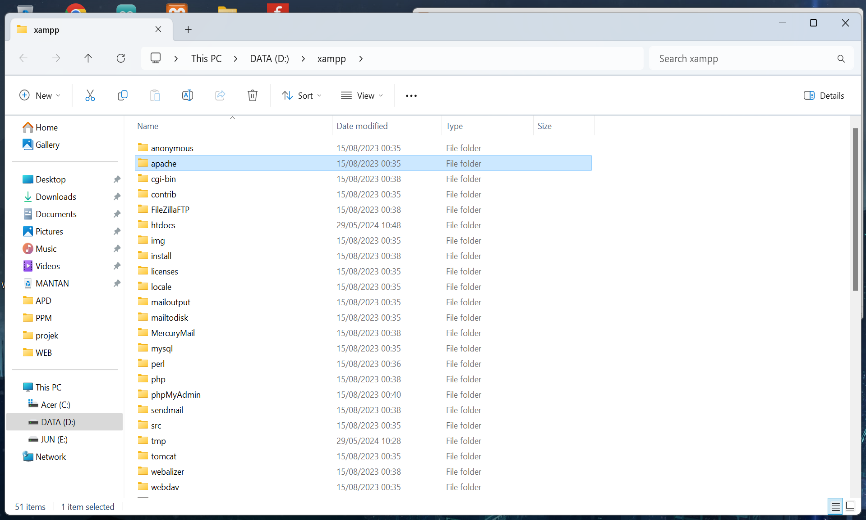 xampp
This PC > DATA (D:) > xampp >
Search xampp
New
Sort
View
Details
Name Date modified Type Size
Home
Gallery
Desktop
Downloads
Documents
Pictures
Music
Videos
MANTAN
APD
PPM
projek
WEB
This PC
Acer (C:)
DATA (D:)
JUN (E:)
Network
anonymous 15/08/2023 00:35 File folder
apache 15/08/2023 00:35 File folder
cgi-bin 15/08/2023 00:38 File folder
contrib 15/08/2023 00:35 File folder
FileZillaFTP 15/08/2023 00:38 File folder
htdocs 29/05/2024 10:48 File folder
img 15/08/2023 00:35 File folder
install 15/08/2023 00:38 File folder
licenses 15/08/2023 00:35 File folder
locale 15/08/2023 00:35 File folder
mailoutput 15/08/2023 00:35 File folder
mailtodisk 15/08/2023 00:35 File folder
MercuryMail 15/08/2023 00:38 File folder
mysql 15/08/2023 00:35 File folder
perl 15/08/2023 00:36 File folder
php 15/08/2023 00:38 File folder
phpMyAdmin 15/08/2023 00:40 File folder
sendmail 15/08/2023 00:38 File folder
src 15/08/2023 00:35 File folder
tmp 29/05/2024 10:28 File folder
tomcat 15/08/2023 00:35 File folder
webalizer 15/08/2023 00:38 File folder
webdav 15/08/2023 00:35 File folder
51 items 1 item selected